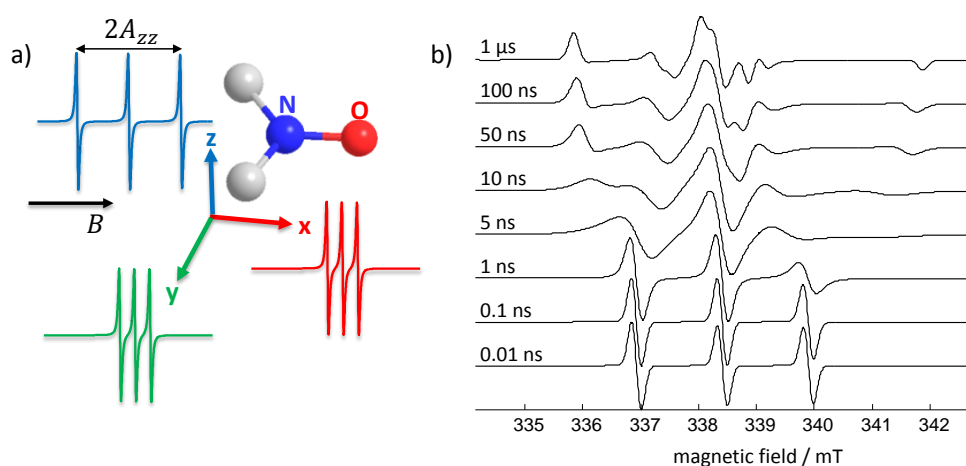 a)
2A_zz
N
O
z
B
x
y
b)
1 µs
100 ns
50 ns
10 ns
5 ns
1 ns
0.1 ns
0.01 ns
335 336 337 338 339 340 341 342
magnetic field / mT